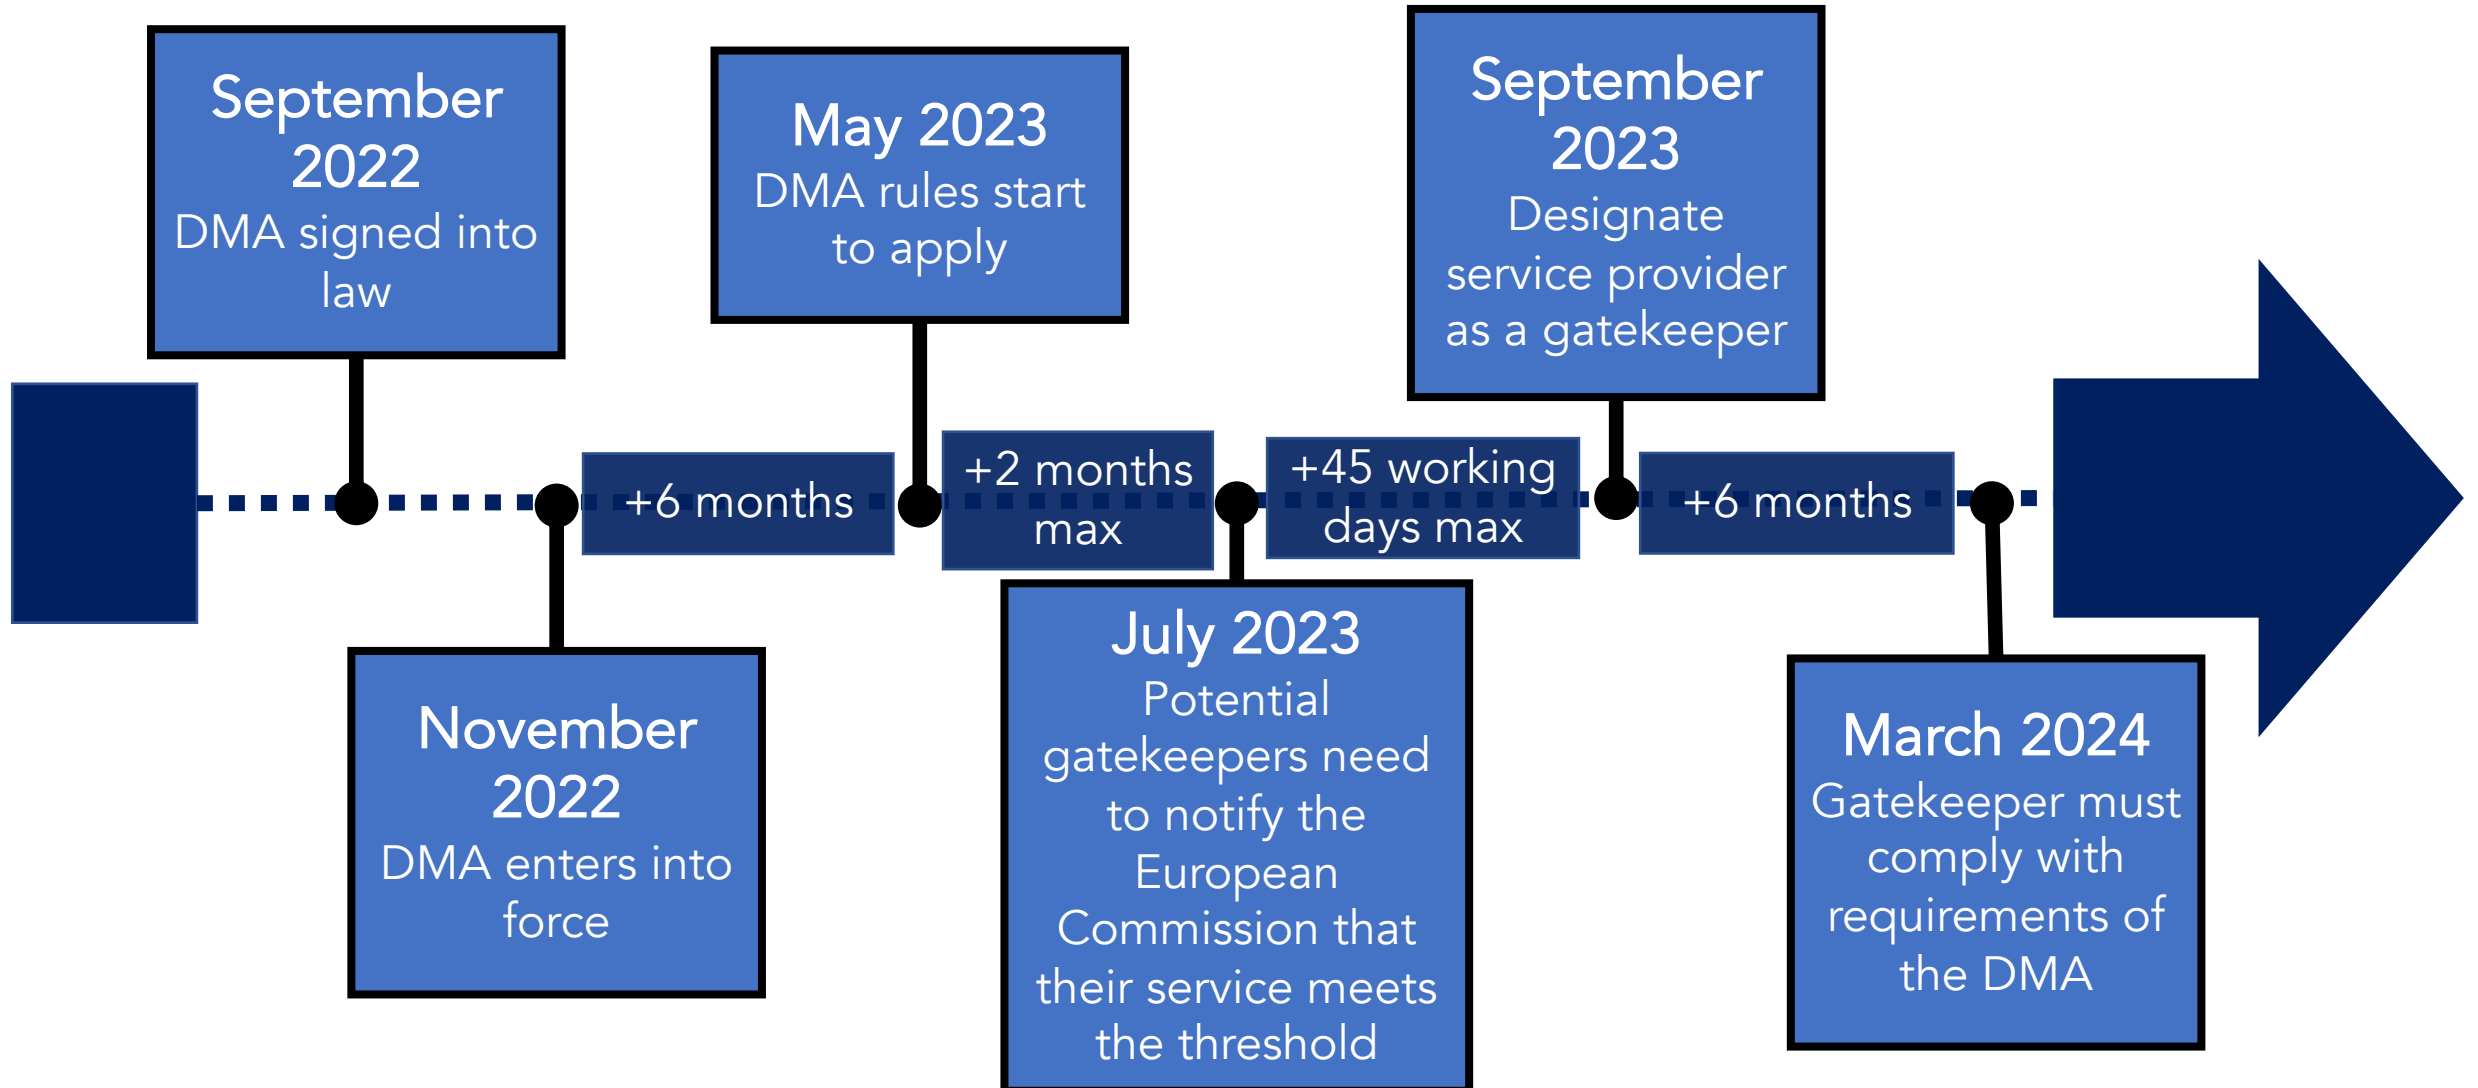 September
2022
DMA signed into
law
November
2022
DMA enters into
force
+6 months
May 2023
DMA rules start
to apply
+2 months
max
July 2023
Potential
gatekeepers need
to notify the
European
Commission that
their service meets
the threshold
+45 working
days max
September
2023
Designate
service provider
as a gatekeeper
+6 months
March 2024
Gatekeeper must
comply with
requirements of
the DMA